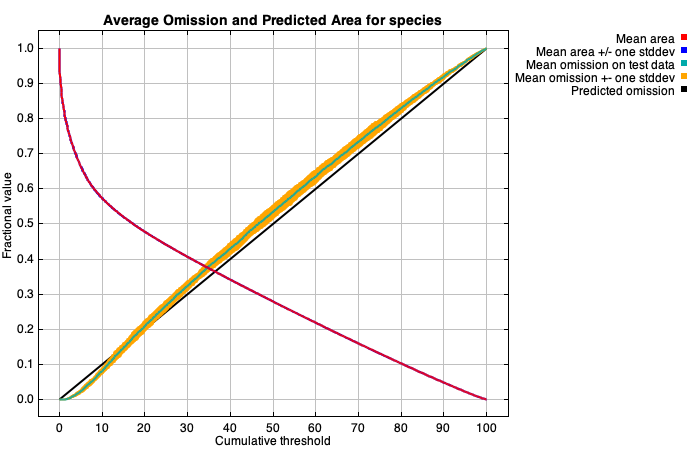 Average Omission and Predicted Area for species
Mean area
Mean area +/- one stddev
Mean omission on test data
Mean omission +- one stddev
Predicted omission
Fractional value
1.0
0.9
0.8
0.7
0.6
0.5
0.4
0.3
0.2
0.1
0.0
0 10 20 30 40 50 60 70 80 90 100
Cumulative threshold